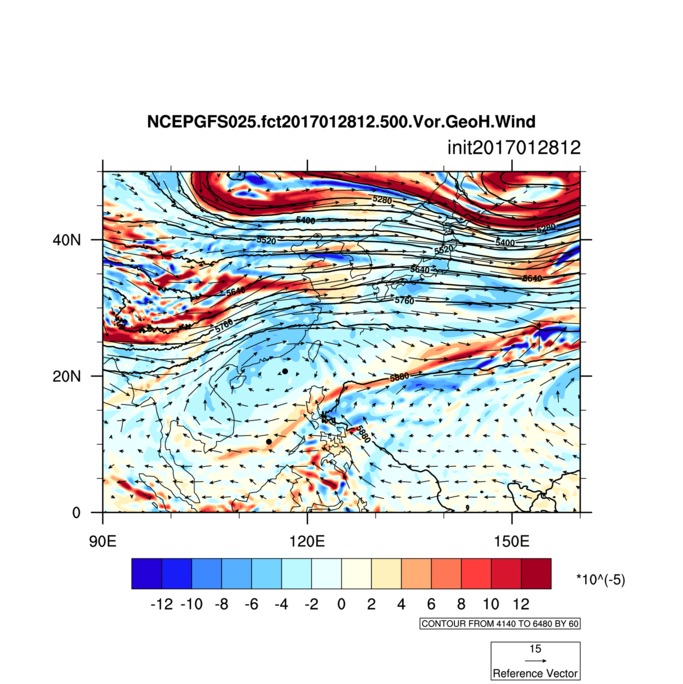 NCEPGFS025.fct2017012812.500.Vor.GeoH.Wind
init2017012812
5280
5400
5280
5520
5400
5520
40N
5640
5640
5640
5760
5760
20N
5880
5880
0
90E 120E 150E
-12 -10 -8 -6 -4 -2 0 2 4 6 8 10 12
*10^(-5)
CONTOUR FROM 4140 TO 6480 BY 60
15
Reference Vector